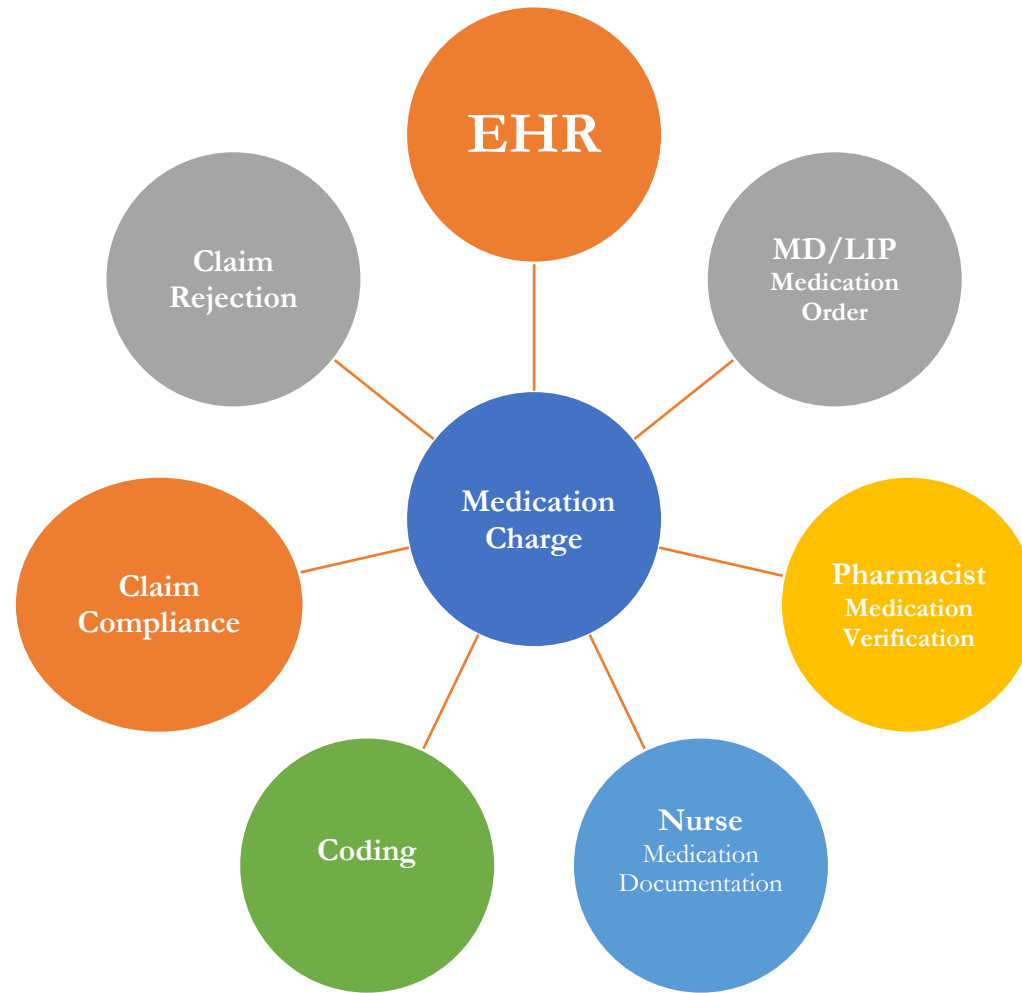 EHR
MD/LIP
Medication
Order
Pharmacist
Medication
Verification
Nurse
Medication
Documentation
Coding
Claim
Compliance
Claim
Rejection
Medication
Charge